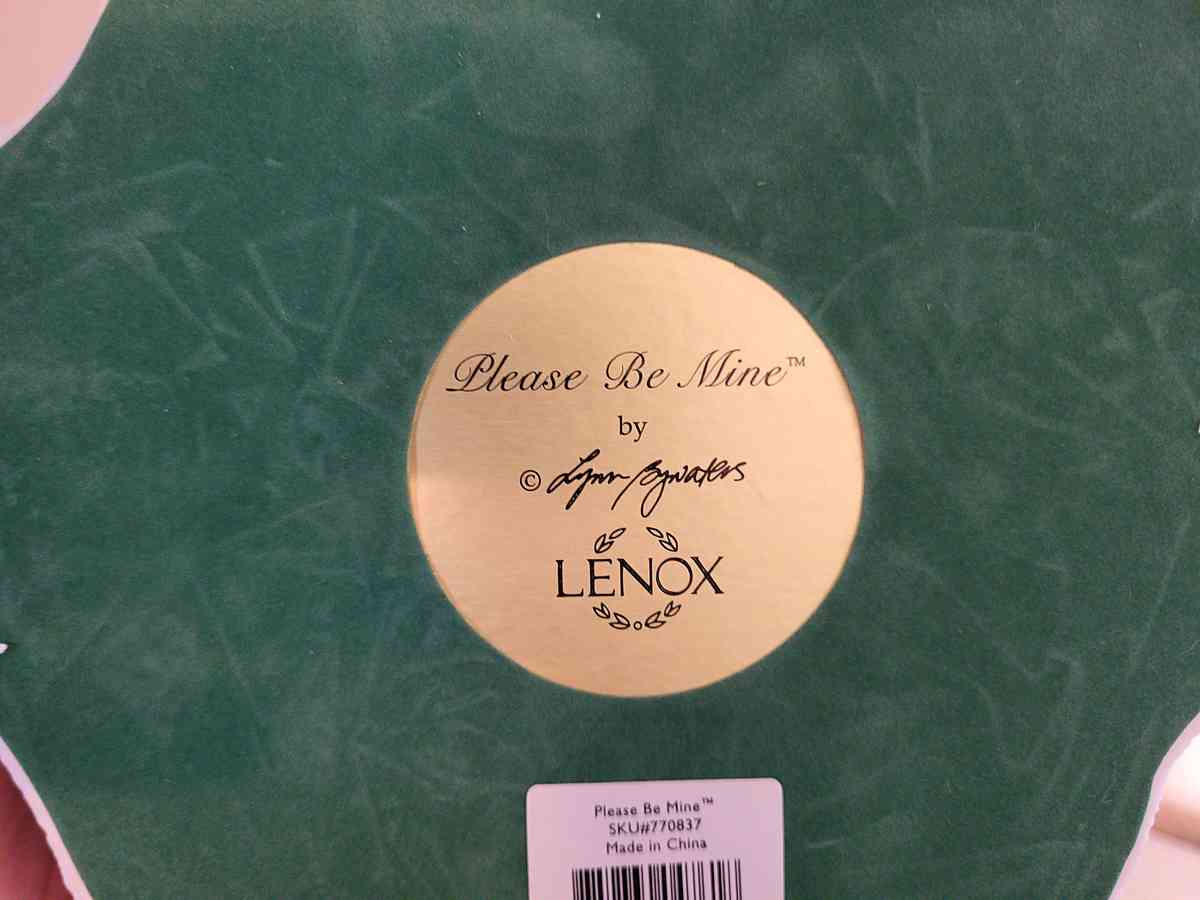 Please Be Mine™
by
© Lynn Bywaters
LENOX
Please Be Mine™
SKU#770837
Made in China